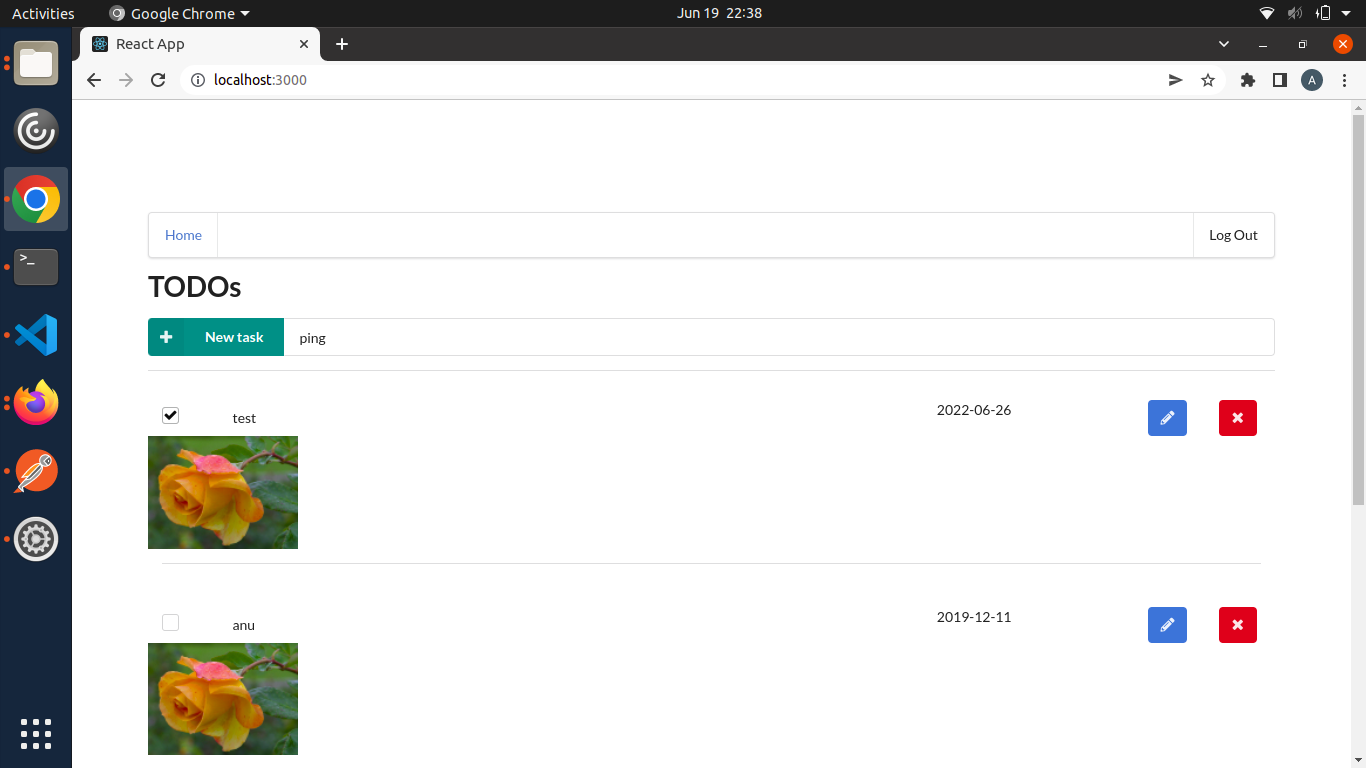 Activities Google Chrome Jun 19 22:38
React App
localhost:3000 A
Home Log Out
TODOs
New task ping
test 2022-06-26
anu 2019-12-11
>_